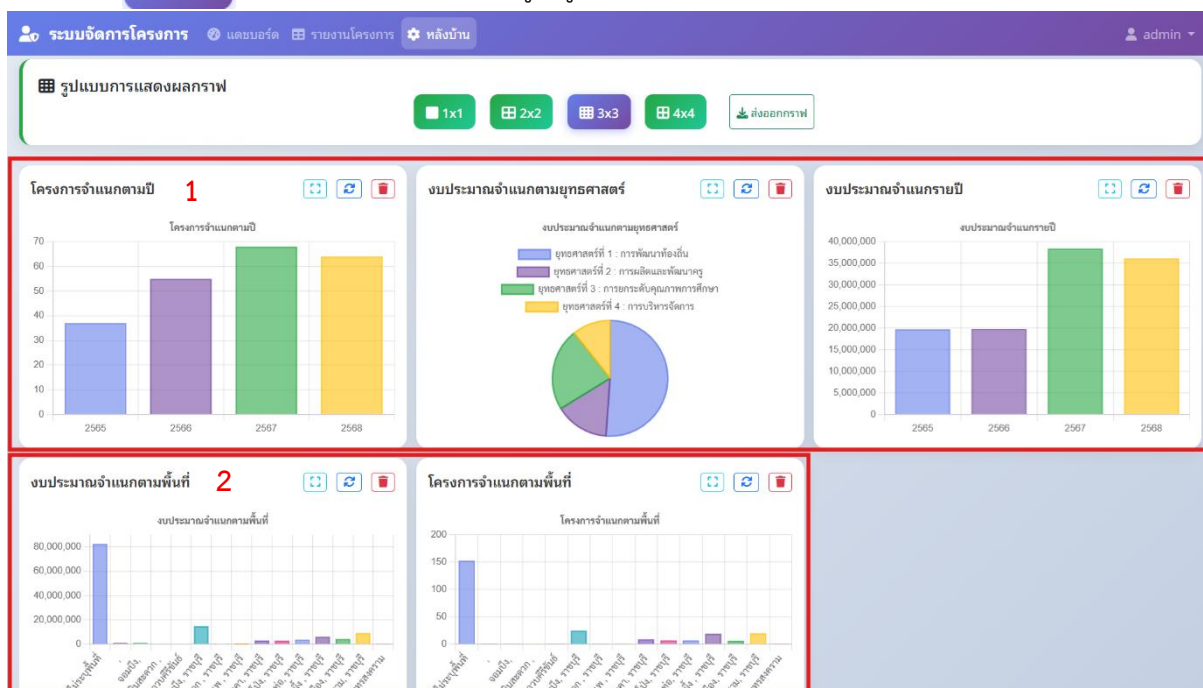 ระบบจัดการโครงการ แดชบอร์ด รายงานโครงการ หลังบ้าน admin
รูปแบบการแสดงผลกราฟ
1x1 2x2 3x3 4x4 ส่งออกกราฟ
โครงการจำแนกตามปี 1
โครงการจำแนกตามปี
70
60
50
40
30
20
10
0
2565 2566 2567 2568
งบประมาณจำแนกตามยุทธศาสตร์
งบประมาณจำแนกตามยุทธศาสตร์
ยุทธศาสตร์ที่ 1 : การพัฒนาท้องถิ่น
ยุทธศาสตร์ที่ 2 : การผลิตและพัฒนาครู
ยุทธศาสตร์ที่ 3 : การยกระดับคุณภาพการศึกษา
ยุทธศาสตร์ที่ 4 : การบริหารจัดการ
งบประมาณจำแนกรายปี
งบประมาณจำแนกรายปี
40,000,000
35,000,000
30,000,000
25,000,000
20,000,000
15,000,000
10,000,000
5,000,000
0
2565 2566 2567 2568
งบประมาณจำแนกตามพื้นที่ 2
งบประมาณจำแนกตามพื้นที่
80,000,000
60,000,000
40,000,000
20,000,000
0
โครงการจำแนกตามพื้นที่
โครงการจำแนกตามพื้นที่
200
150
100
50
0